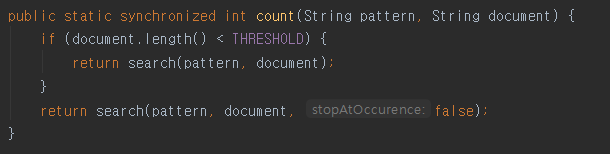 public static synchronized int count(String pattern, String document) {
if (document.length() < THRESHOLD) {
return search(pattern, document);
}
return search(pattern, document, stopAtOccurence: false);
}